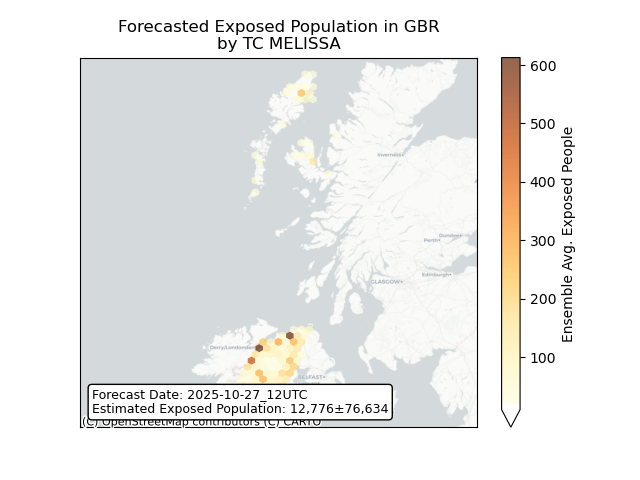 Forecasted Exposed Population in GBR
by TC MELISSA
Inverness
Dundee
Perth
Edinburgh
GLASGOW
Derry/Londonderry
BELFAST
Forecast Date: 2025-10-27_12UTC
Estimated Exposed Population: 12,776±76,634
(C) OpenStreetMap contributors (C) CARTO
600
500
400
300
200
100
Ensemble Avg. Exposed People